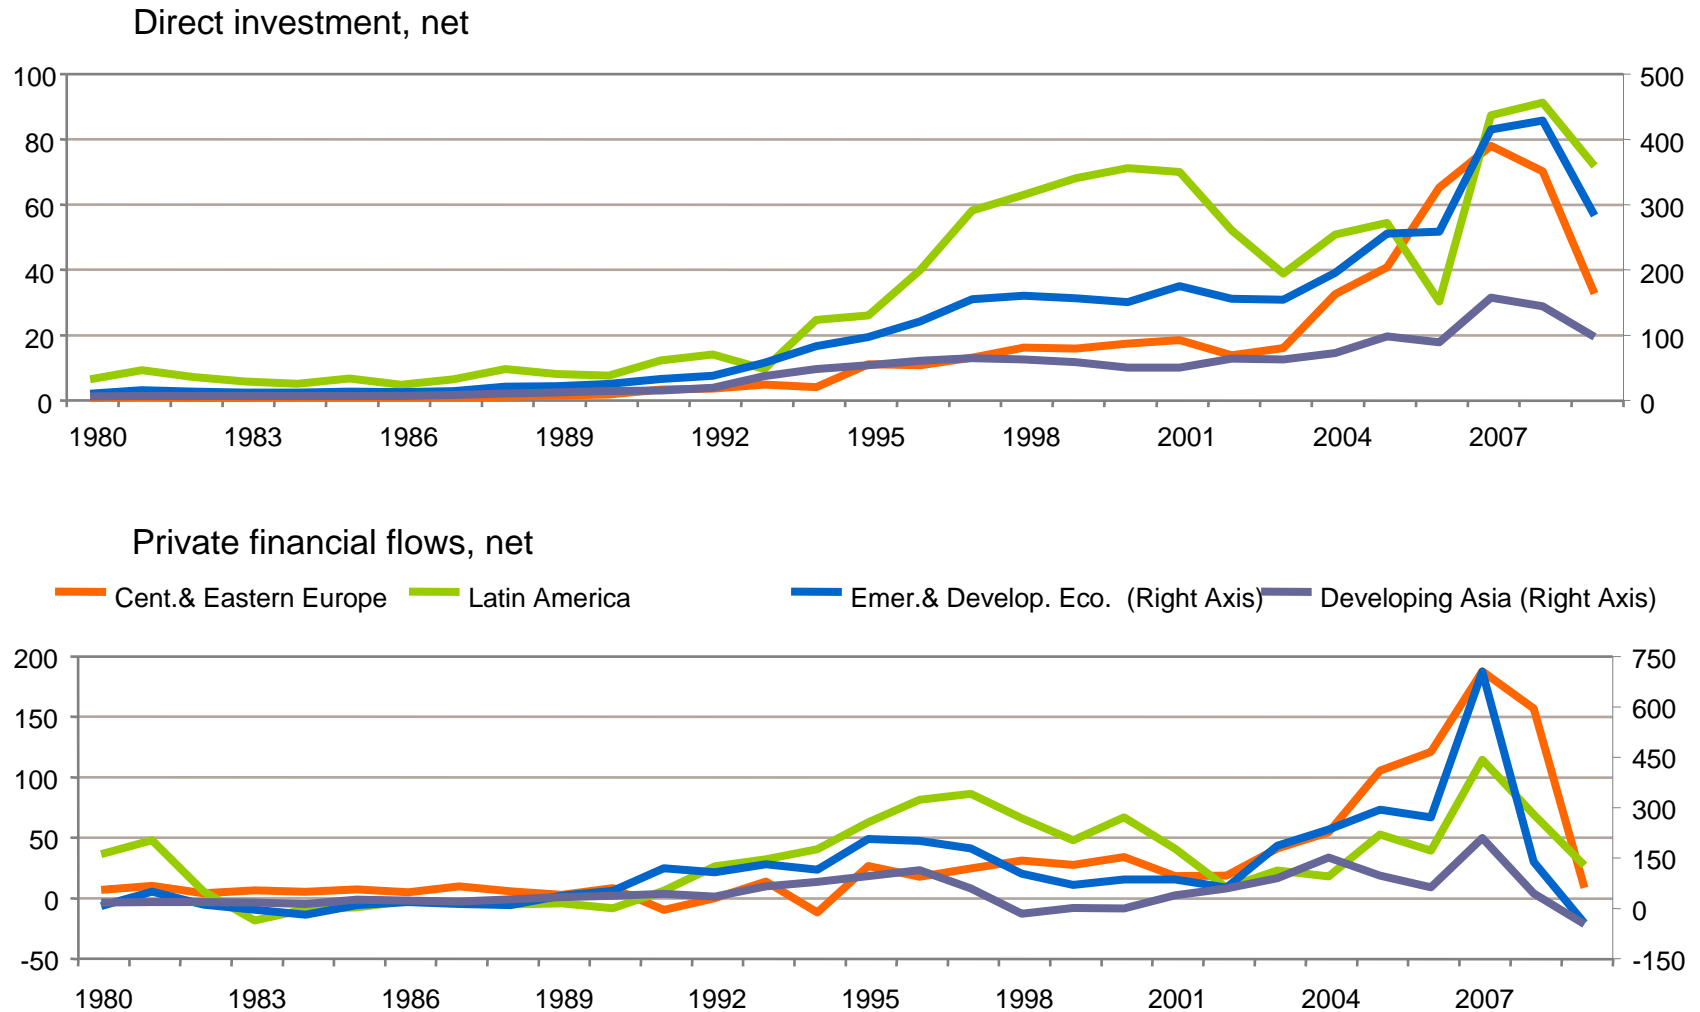 Direct investment, net
100 500
80 400
60 300
40 200
20 100
0 0
1980 1983 1986 1989 1992 1995 1998 2001 2004 2007
Private financial flows, net
Cent.& Eastern Europe Latin America Emer.& Develop. Eco. (Right Axis) Developing Asia (Right Axis)
200 750
150 600
100 450
50 300
0 150
-50 0
-150
1980 1983 1986 1989 1992 1995 1998 2001 2004 2007